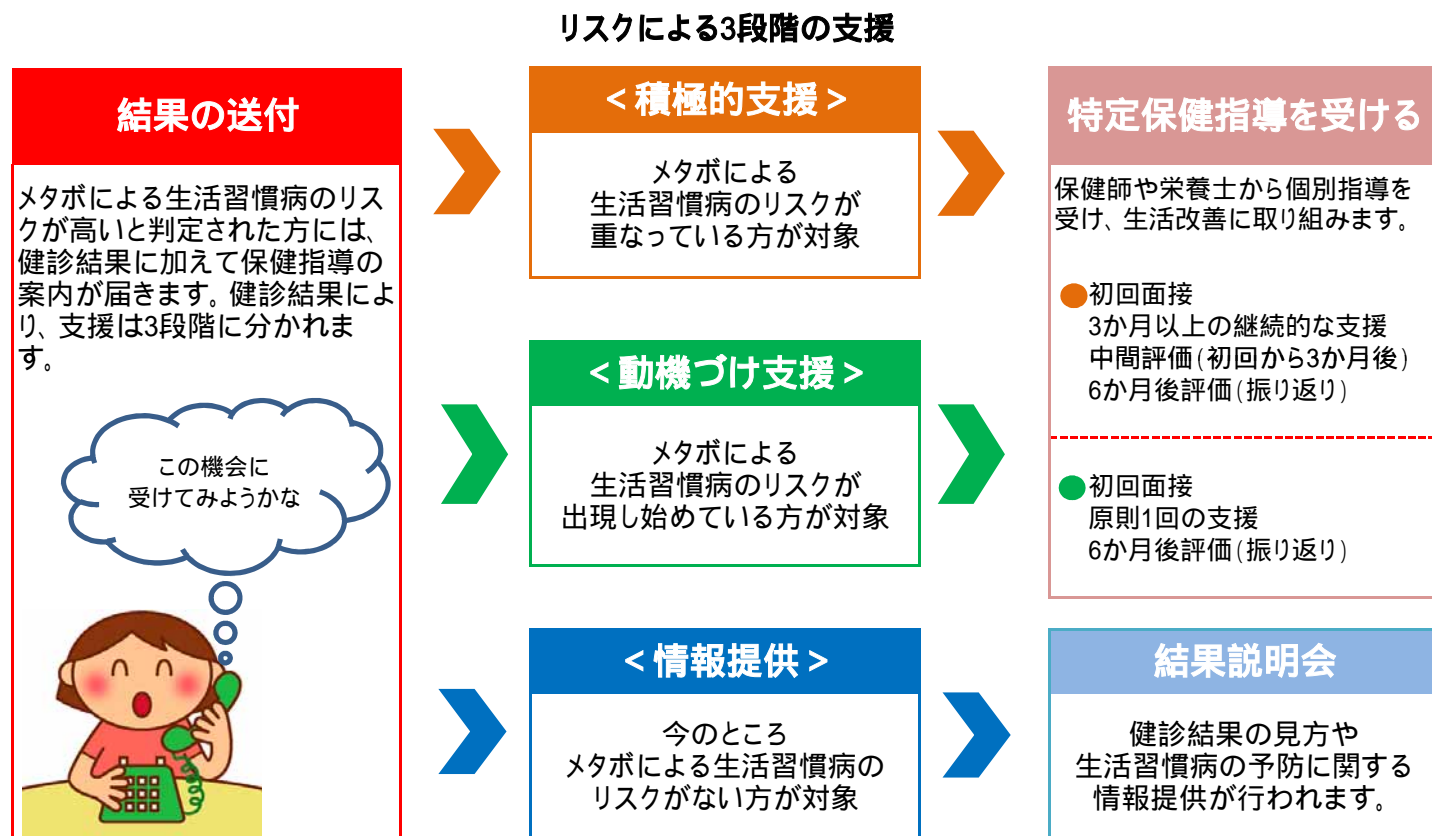 リスクによる3段階の支援
結果の送付
メタボによる生活習慣病のリス
クが高いと判定された方には、
健診結果に加えて保健指導の
案内が届きます。健診結果によ
り、支援は3段階に分かれま
す。
この機会に
受けてみようかな
＜積極的支援＞
メタボによる
生活習慣病のリスクが
重なっている方が対象
＜動機づけ支援＞
メタボによる
生活習慣病のリスクが
出現し始めている方が対象
＜情報提供＞
今のところ
メタボによる生活習慣病の
リスクがない方が対象
特定保健指導を受ける
保健師や栄養士から個別指導を
受け、生活改善に取り組みます。
●初回面接
3か月以上の継続的な支援
中間評価(初回から3か月後)
6か月後評価(振り返り)
●初回面接
原則1回の支援
6か月後評価(振り返り)
結果説明会
健診結果の見方や
生活習慣病の予防に関する
情報提供が行われます。